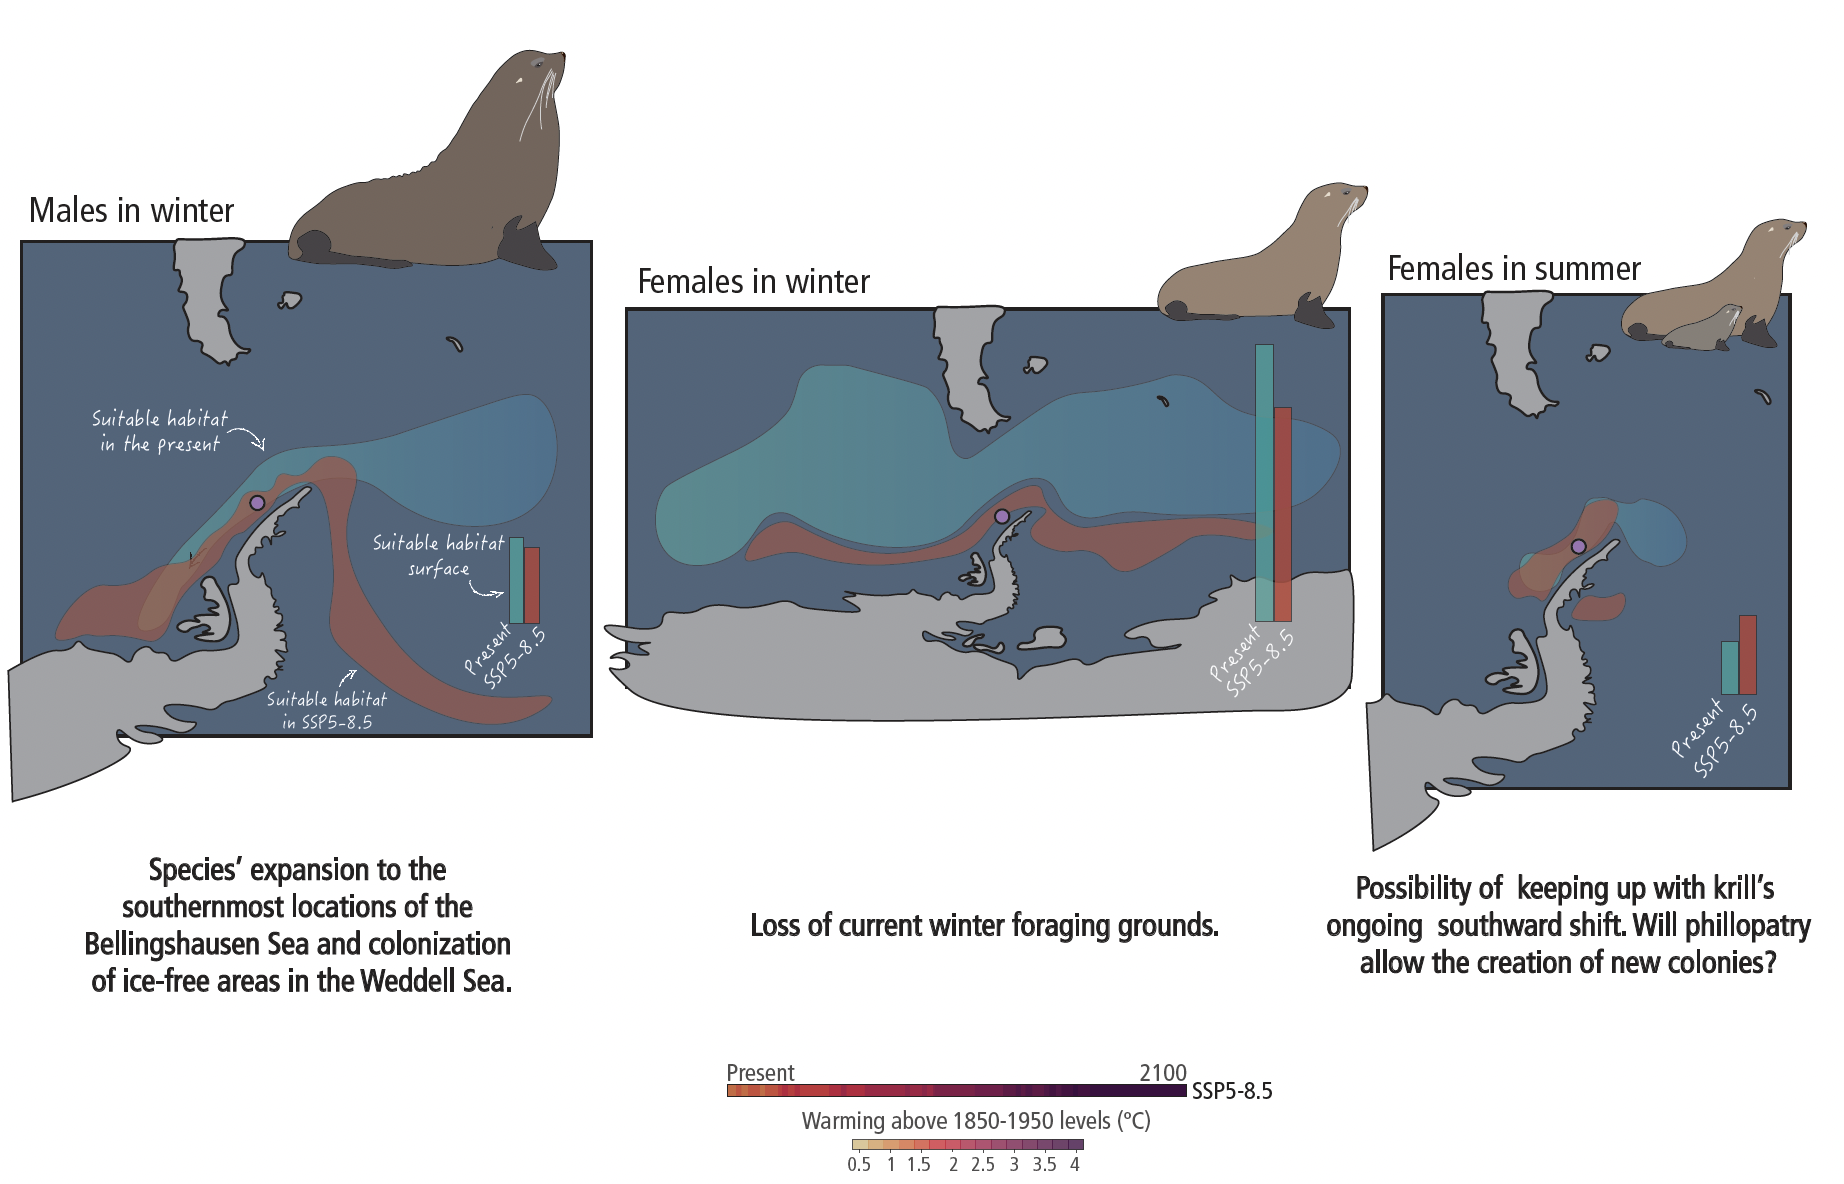 Males in winter
Suitable habitat
in the present
Suitable habitat
surface
Present
SSP5-8.5
Suitable habitat
in SSP5-8.5
Species' expansion to the
southernmost locations of the
Bellingshausen Sea and colonization
of ice-free areas in the Weddell Sea.
Females in winter
Present
SSP5-8.5
Loss of current winter foraging grounds.
Females in summer
Present
SSP5-8.5
Possibility of keeping up with krill's
ongoing southward shift. Will phillopatry
allow the creation of new colonies?
Present 2100
SSP5-8.5
Warming above 1850-1950 levels (ºC)
0.5 1 1.5 2 2.5 3 3.5 4